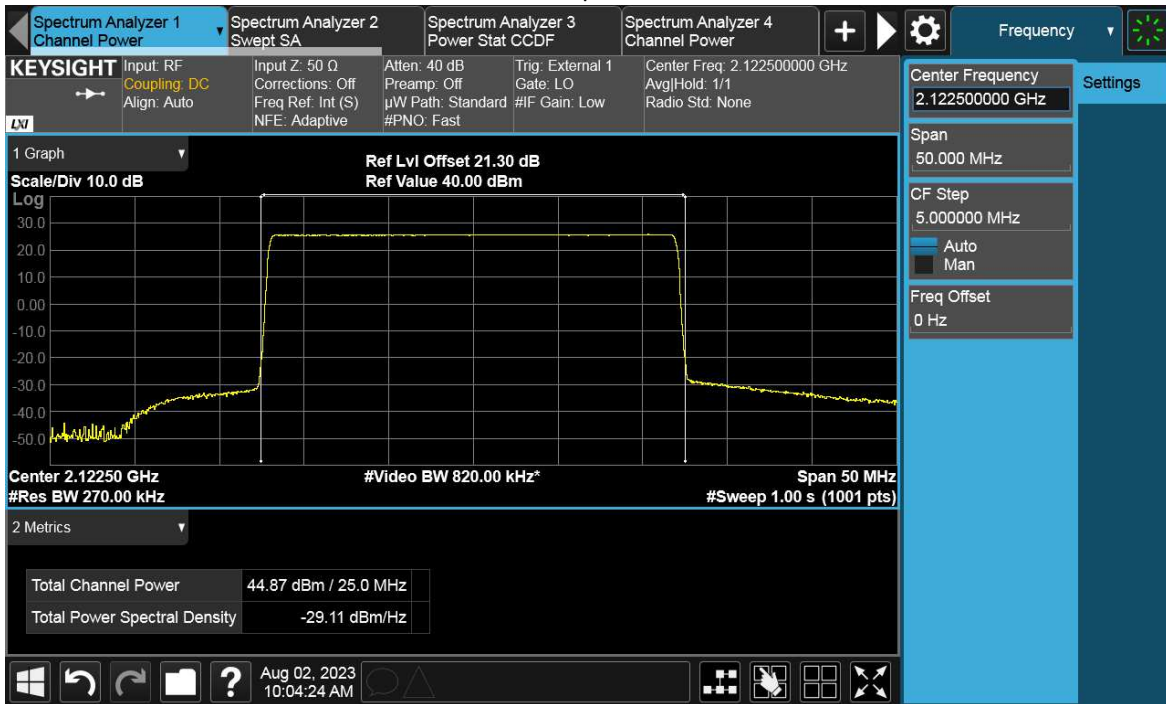 Spectrum Analyzer 1
Channel Power
Spectrum Analyzer 2
Swept SA
Spectrum Analyzer 3
Power Stat CCDF
Spectrum Analyzer 4
Channel Power
+
Frequency
KEYSIGHT
LXI
Input: RF
Coupling: DC
Align: Auto
Input Z: 50 Ω
Corrections: Off
Freq Ref: Int (S)
NFE: Adaptive
Atten: 40 dB
Preamp: Off
µW Path: Standard
#PNO: Fast
Trig: External 1
Gate: LO
#IF Gain: Low
Center Freq: 2.122500000 GHz
Avg|Hold: 1/1
Radio Std: None
Center Frequency
2.122500000 GHz
Settings
Span
50.000 MHz
CF Step
5.000000 MHz
Auto
Man
Freq Offset
0 Hz
1 Graph
Ref Lvl Offset 21.30 dB
Scale/Div 10.0 dB
Ref Value 40.00 dBm
Log
30.0
20.0
10.0
0.00
-10.0
-20.0
-30.0
-40.0
-50.0
Center 2.12250 GHz
#Video BW 820.00 kHz*
Span 50 MHz
#Res BW 270.00 kHz
#Sweep 1.00 s (1001 pts)
2 Metrics
Total Channel Power 44.87 dBm / 25.0 MHz
Total Power Spectral Density -29.11 dBm/Hz
?
Aug 02, 2023
10:04:24 AM